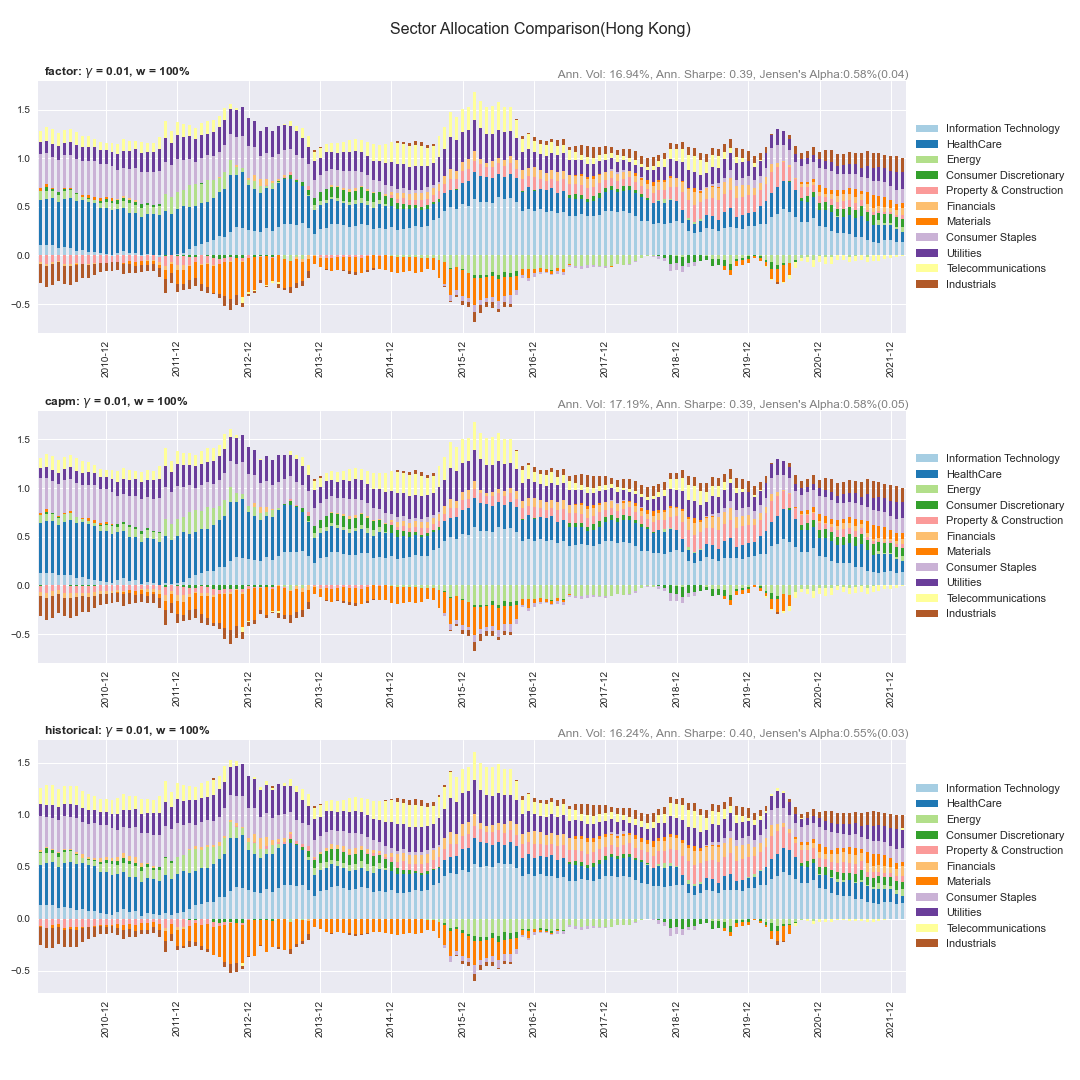 Sector Allocation Comparison(Hong Kong)
factor: γ = 0.01, w = 100%
Ann. Vol: 16.94%, Ann. Sharpe: 0.39, Jensen's Alpha:0.58%(0.04)
1.5
1.0
0.5
0.0
−0.5
2010-12
2011-12
2012-12
2013-12
2014-12
2015-12
2016-12
2017-12
2018-12
2019-12
2020-12
2021-12
Information Technology
HealthCare
Energy
Consumer Discretionary
Property & Construction
Financials
Materials
Consumer Staples
Utilities
Telecommunications
Industrials
capm: γ = 0.01, w = 100%
Ann. Vol: 17.19%, Ann. Sharpe: 0.39, Jensen's Alpha:0.58%(0.05)
1.5
1.0
0.5
0.0
−0.5
2010-12
2011-12
2012-12
2013-12
2014-12
2015-12
2016-12
2017-12
2018-12
2019-12
2020-12
2021-12
Information Technology
HealthCare
Energy
Consumer Discretionary
Property & Construction
Financials
Materials
Consumer Staples
Utilities
Telecommunications
Industrials
historical: γ = 0.01, w = 100%
Ann. Vol: 16.24%, Ann. Sharpe: 0.40, Jensen's Alpha:0.55%(0.03)
1.5
1.0
0.5
0.0
−0.5
2010-12
2011-12
2012-12
2013-12
2014-12
2015-12
2016-12
2017-12
2018-12
2019-12
2020-12
2021-12
Information Technology
HealthCare
Energy
Consumer Discretionary
Property & Construction
Financials
Materials
Consumer Staples
Utilities
Telecommunications
Industrials